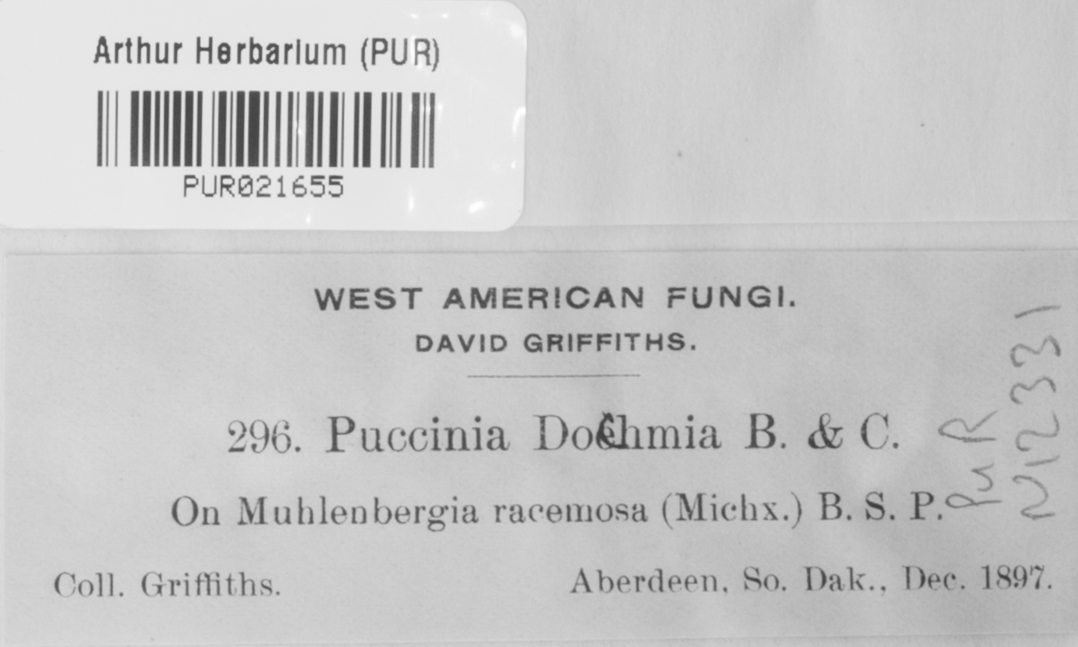 Arthur Herbarium (PUR)
PUR021655
WEST AMERICAN FUNGI.
DAVID GRIFFITHS.
296. Puccinia Dochmia B. & C.
On Muhlenbergia racemosa (Michx.) B. S. P.
Coll. Griffiths.
Aberdeen, So. Dak., Dec. 1897.
PUR
N12331